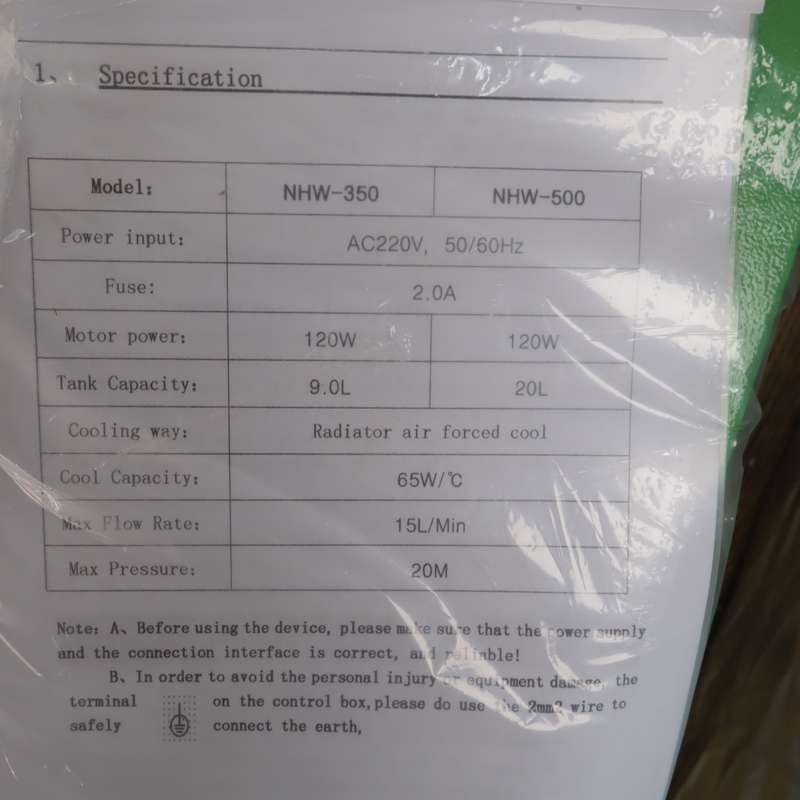 1、 Specification
Model: NHW-350 NHW-500
Power input: AC220V, 50/60Hz
Fuse: 2.0A
Motor power: 120W 120W
Tank Capacity: 9.0L 20L
Cooling way: Radiator air forced cool
Cool Capacity: 65W/℃
Max Flow Rate: 15L/Min
Max Pressure: 20M
Note: A、Before using the device, please make sure that the power supply
and the connection interface is correct, and reliable!
B、In order to avoid the personal injury or equipment damage, the
terminal on the control box,please do use the 2mm2 wire to
safely connect the earth,